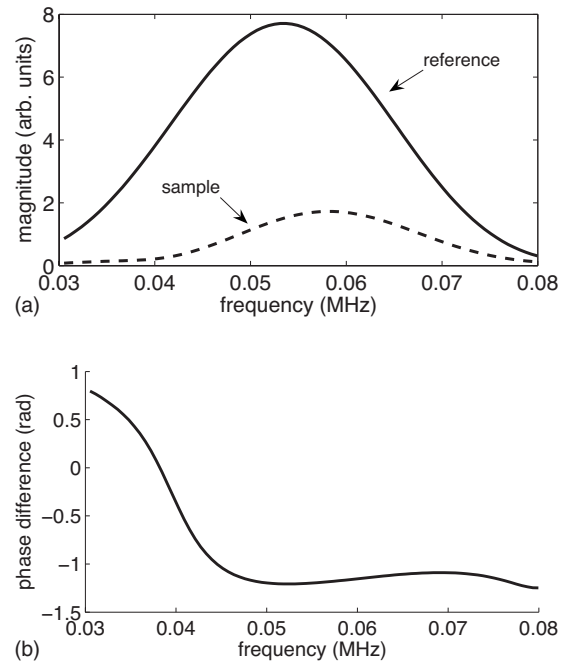 8
6
4
2
0
magnitude (arb. units)
reference
sample
0.03 0.04 0.05 0.06 0.07 0.08
(a) frequency (MHz)
1
0.5
0
−0.5
−1
−1.5
phase difference (rad)
0.03 0.04 0.05 0.06 0.07 0.08
(b) frequency (MHz)